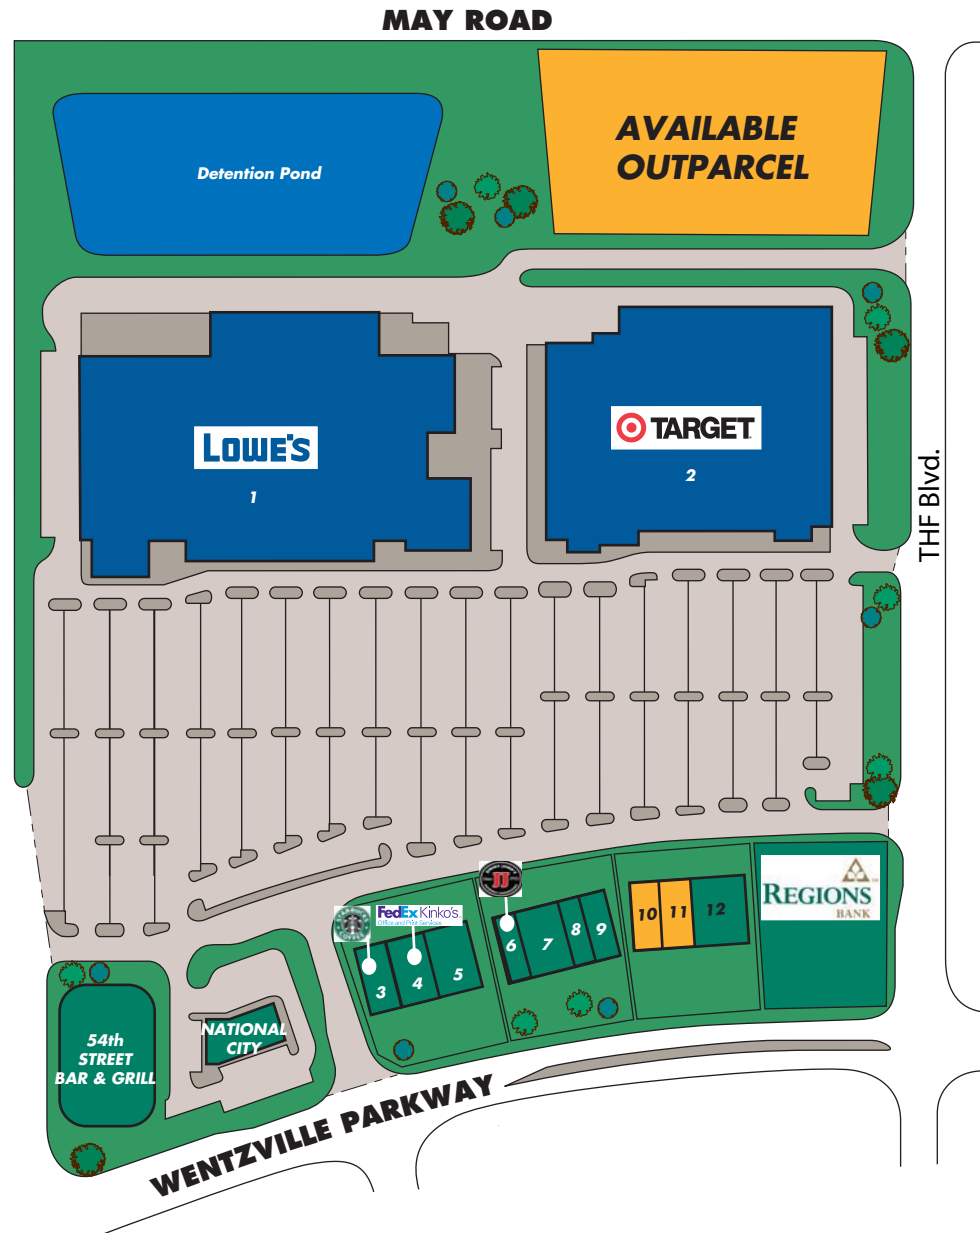 MAY ROAD
AVAILABLE
OUTPARCEL
Detention Pond
LOWE'S
TARGET
1
2
THF Blvd.
REGIONS
BANK
FedEx Kinko's.
Office and Print Services
10
11
12
6
7
8
9
3
4
5
NATIONAL
CITY
54th
STREET
BAR & GRILL
WENTZVILLE PARKWAY